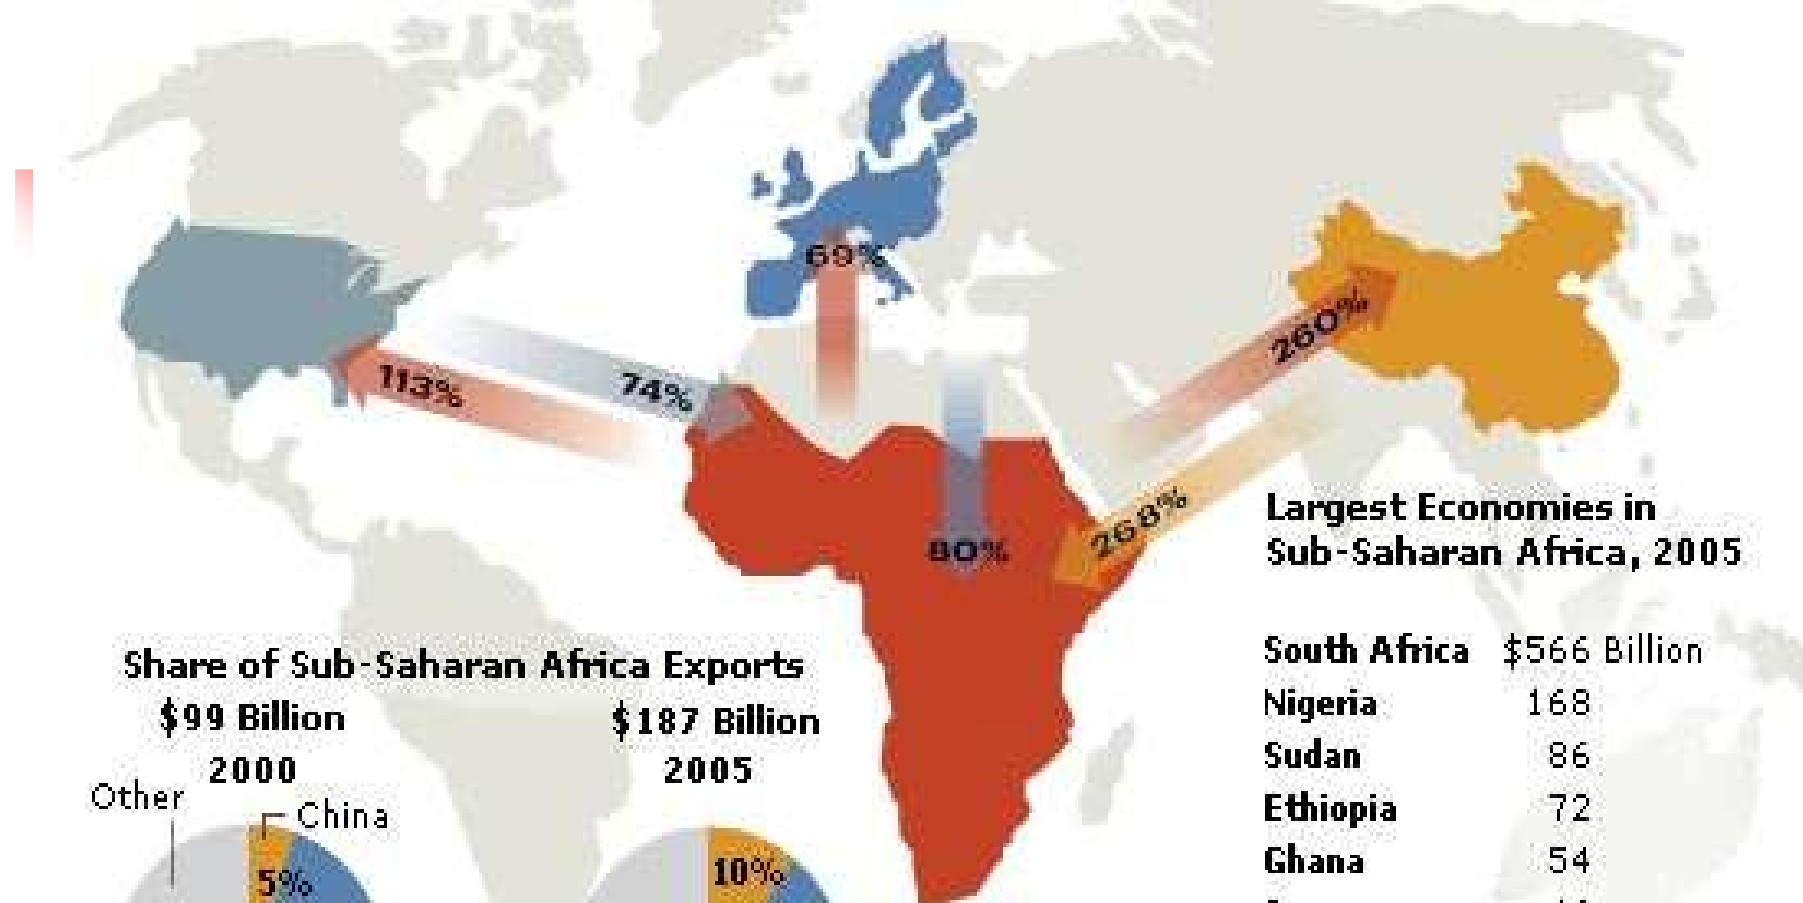 69%
260%
113%
74%
268%
80%
Largest Economies in
Sub-Saharan Africa, 2005
South Africa $566 Billion
Nigeria 168
Sudan 86
Ethiopia 72
Ghana 54
Share of Sub-Saharan Africa Exports
$99 Billion $187 Billion
2000 2005
Other
China
5%
10%